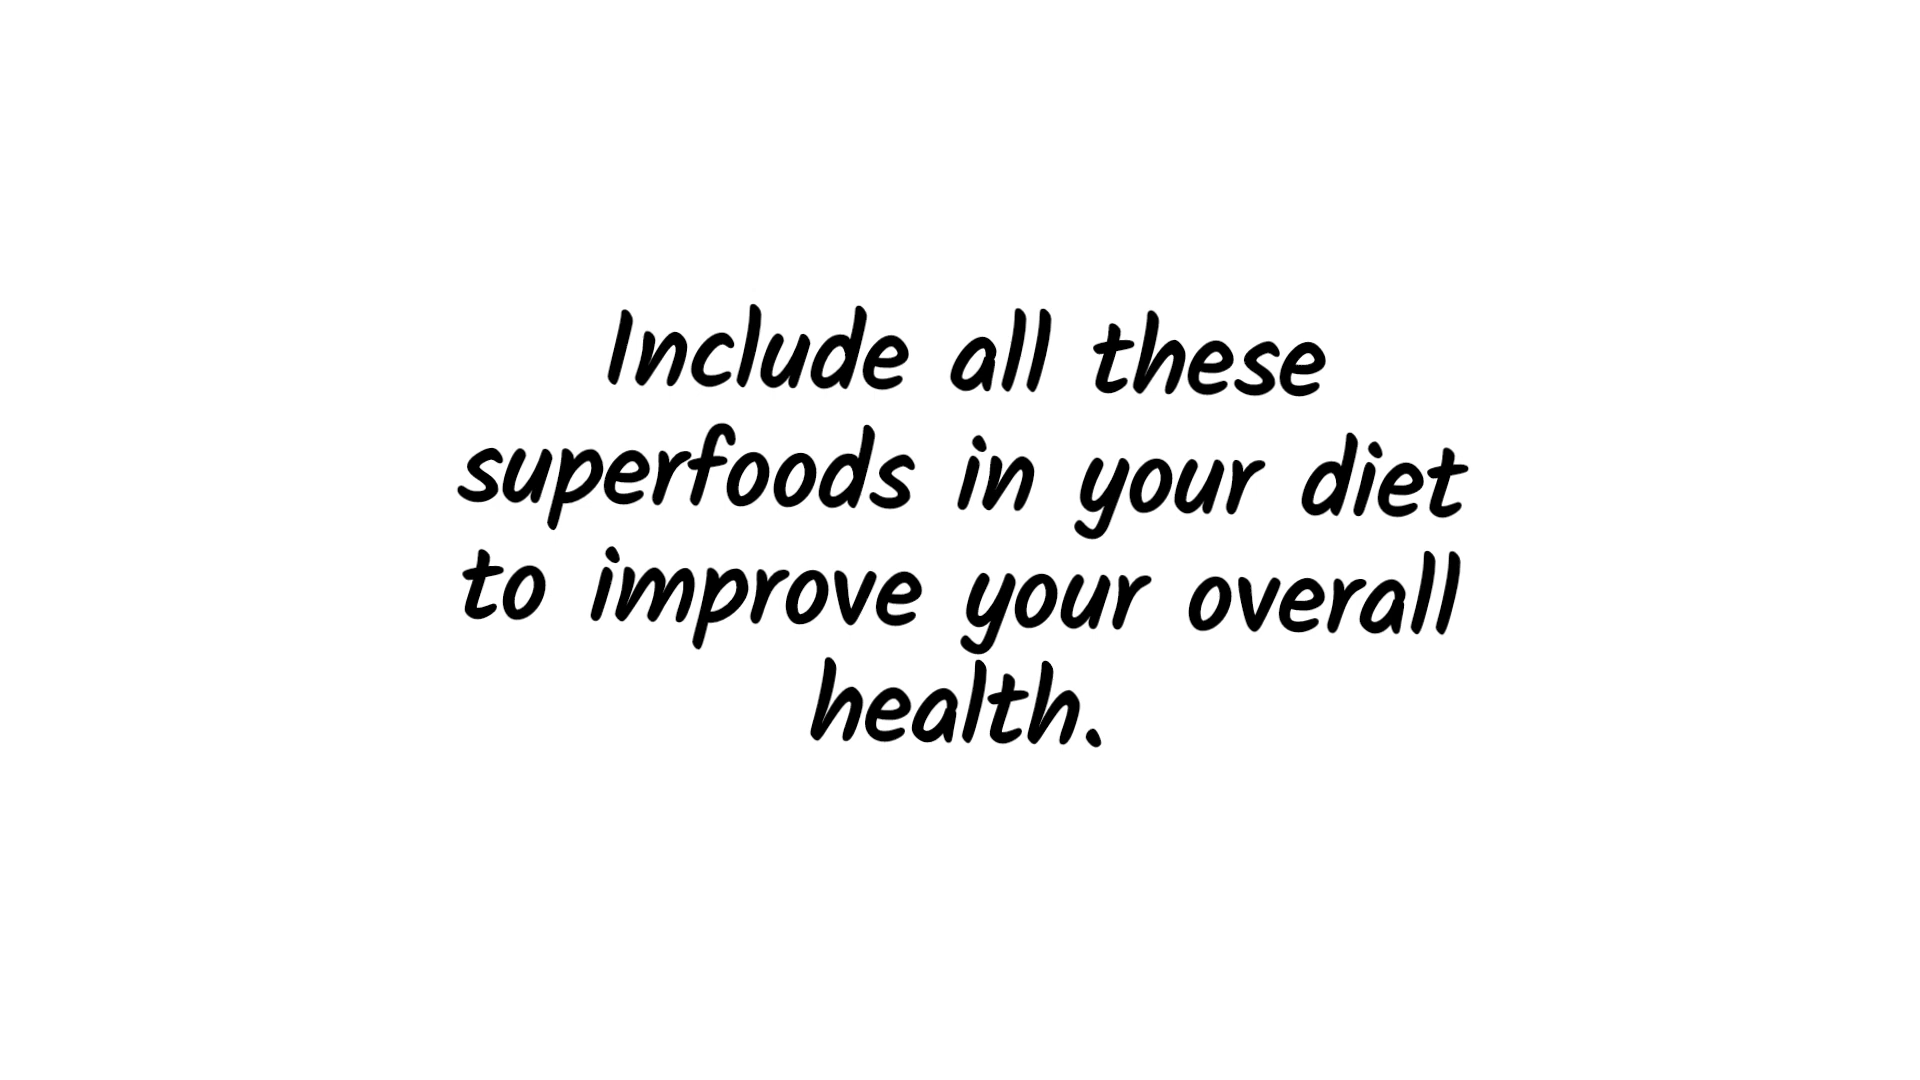 Include all these
superfoods in your diet
to improve your overall
health.